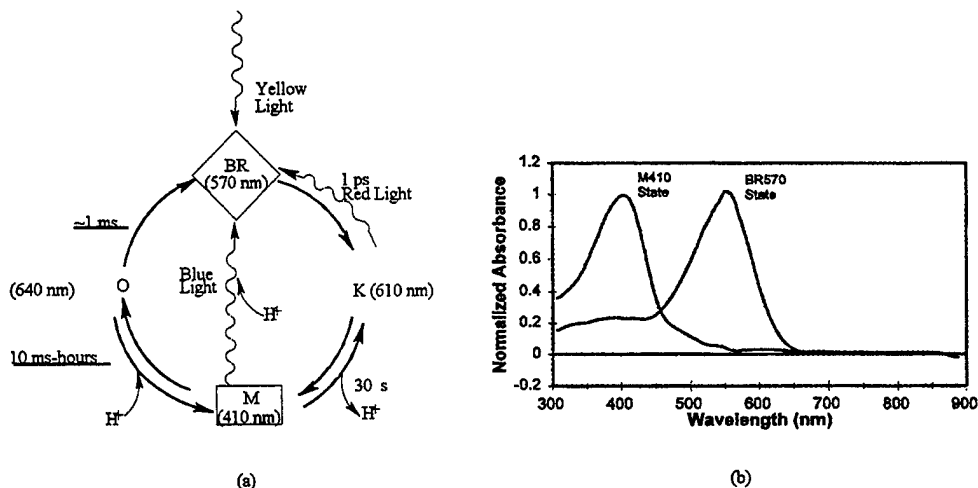 Yellow
Light
BR
(570 nm)
1 ps
Red Light
~1 ms
Blue
Light
(640 nm)
O
H+
K (610 nm)
10 ms-hours
30 s
M
(410 nm)
H+
H+
(a)
Normalized Absorbance
1.2
1
0.8
0.6
0.4
0.2
0
-0.2
M410
State
BR570
State
300 400 500 600 700 800 900
Wavelength (nm)
(b)